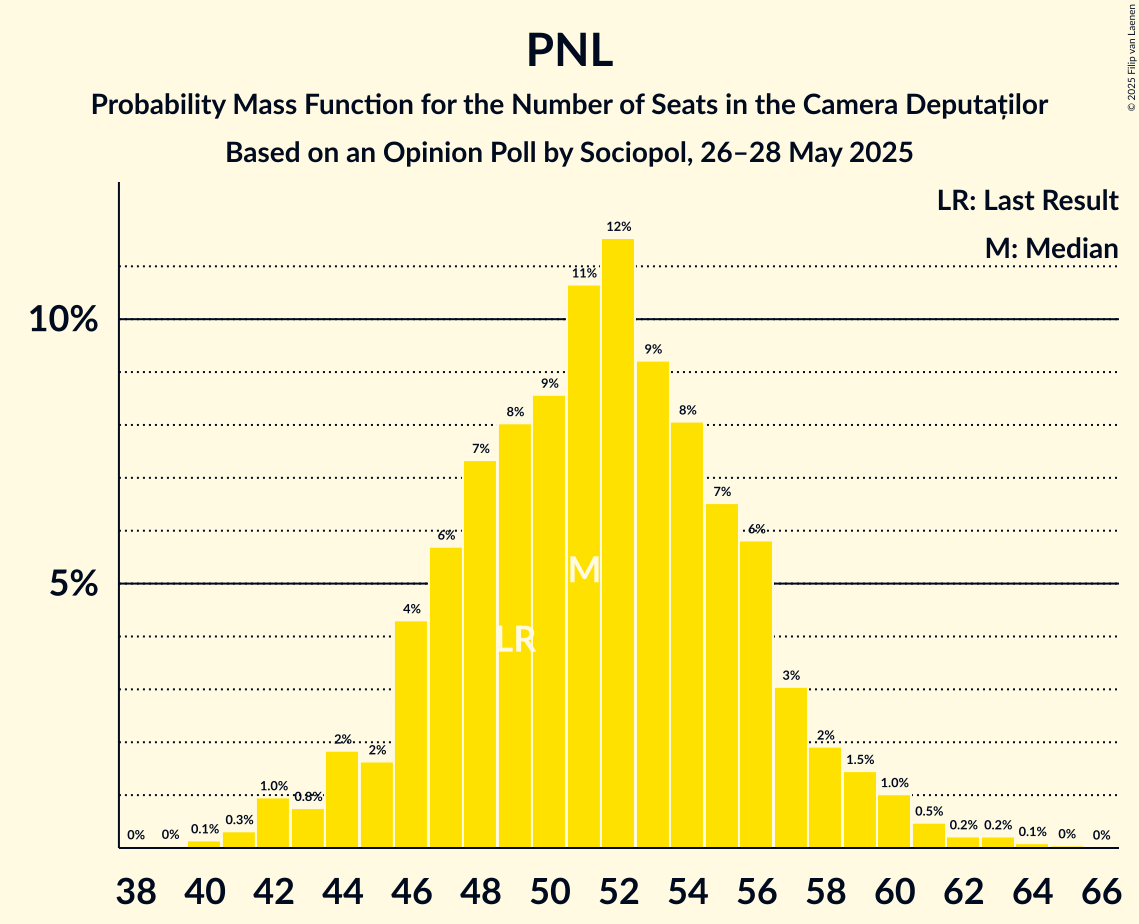 PNL
Probability Mass Function for the Number of Seats in the Camera Deputaților
Based on an Opinion Poll by Sociopol, 26–28 May 2025
© 2025 Filip van Laenen
LR: Last Result
M: Median
10%
5%
0% 0% 0.1% 0.3% 1.0% 0.8% 2% 2% 4% 6% 7% 8% 9% 11% 12% 9% 8% 7% 6% 3% 2% 1.5% 1.0% 0.5% 0.2% 0.2% 0.1% 0% 0%
M
LR
38 40 42 44 46 48 50 52 54 56 58 60 62 64 66